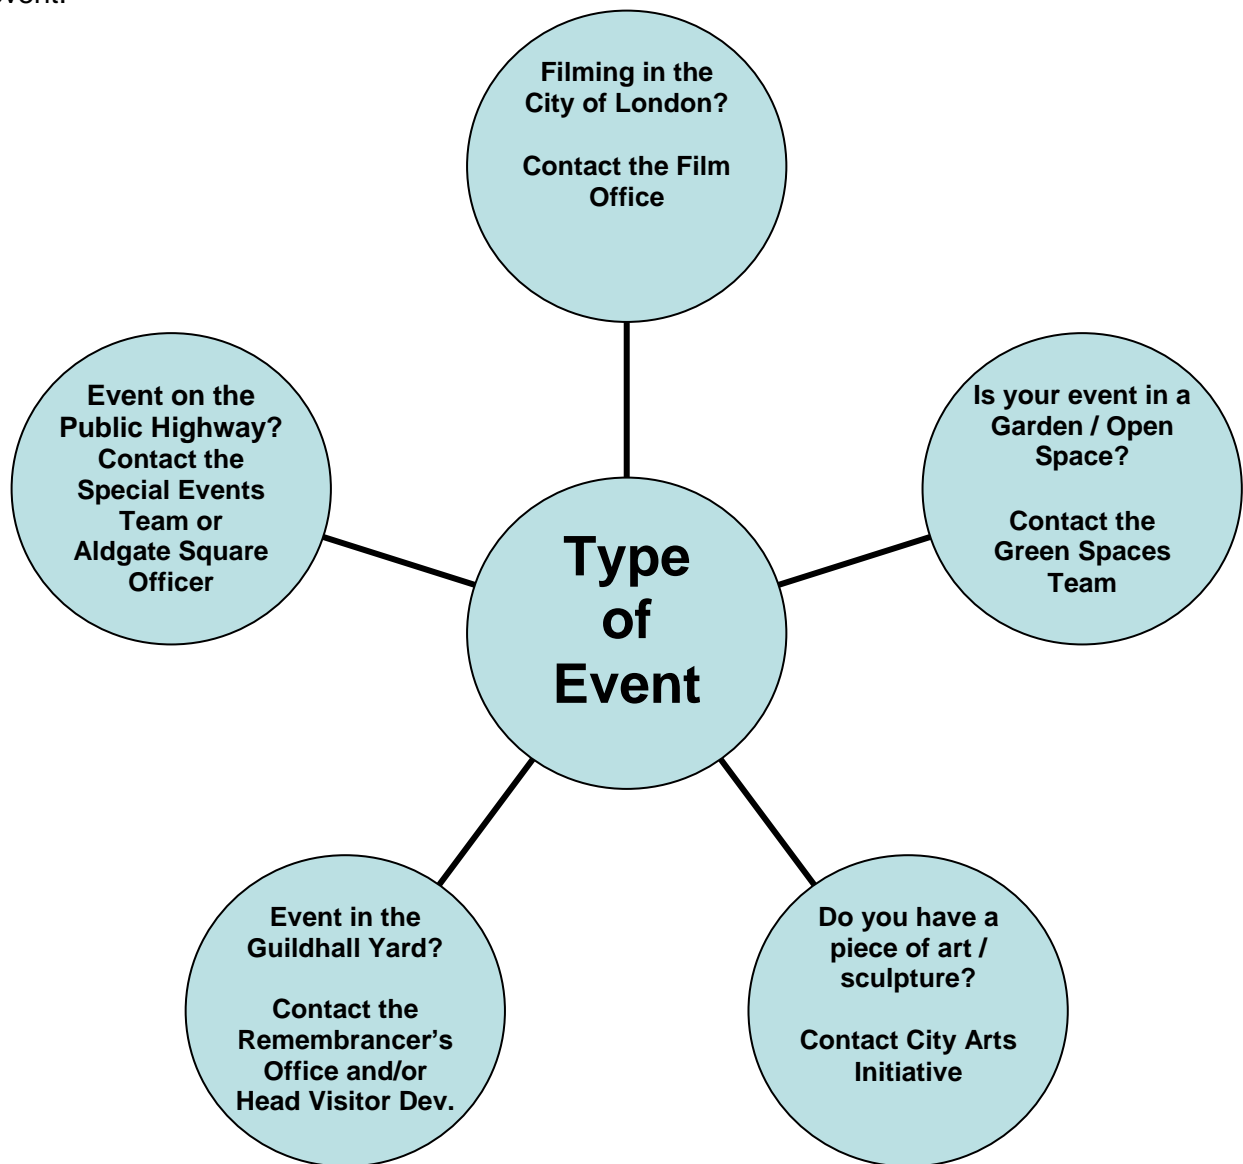 Filming in the
City of London?
Contact the Film
Office
Event on the
Public Highway?
Contact the
Special Events
Team or
Aldgate Square
Officer
Is your event in a
Garden / Open
Space?
Contact the
Green Spaces
Team
Type
of
Event
Event in the
Guildhall Yard?
Contact the
Remembrancer’s
Office and/or
Head Visitor Dev.
Do you have a
piece of art /
sculpture?
Contact City Arts
Initiative